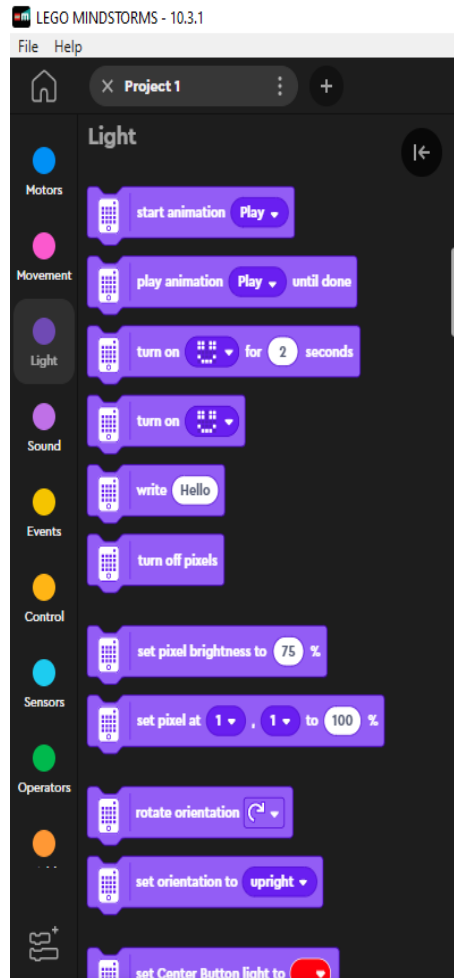 LEGO MINDSTORMS - 10.3.1
File Help
Project 1
Motors
Movement
Light
Sound
Events
Control
Sensors
Operators
Light
start animation Play
play animation Play until done
turn on for 2 seconds
turn on
write Hello
turn off pixels
set pixel brightness to 75 %
set pixel at 1 , 1 to 100 %
rotate orientation
set orientation to upright
set Center Button light to